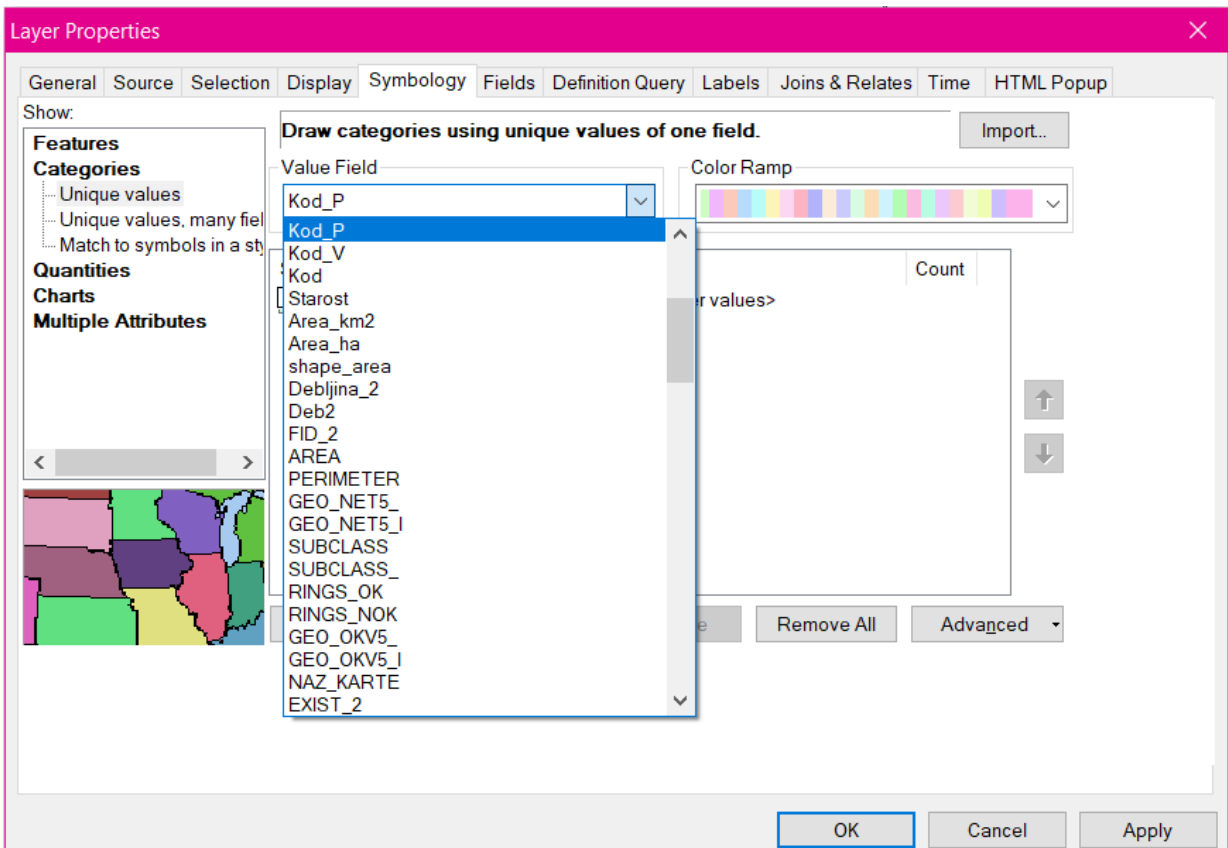 Layer Properties
General Source Selection Display Symbology Fields Definition Query Labels Joins & Relates Time HTML Popup
Show:
Features
Categories
Unique values
Unique values, many fiel
Match to symbols in a sty
Quantities
Charts
Multiple Attributes
Draw categories using unique values of one field.
Import...
Value Field
Kod_P
Color Ramp
Kod_P
Kod_V
Kod
Starost
Area_km2
Area_ha
shape_area
Debljina_2
Deb2
FID_2
AREA
PERIMETER
GEO_NET5_
GEO_NET5_I
SUBCLASS
SUBCLASS_
RINGS_OK
RINGS_NOK
GEO_OKV5_
GEO_OKV5_I
NAZ_KARTE
EXIST_2
Count
r values>
Remove All
Advanced
OK Cancel Apply